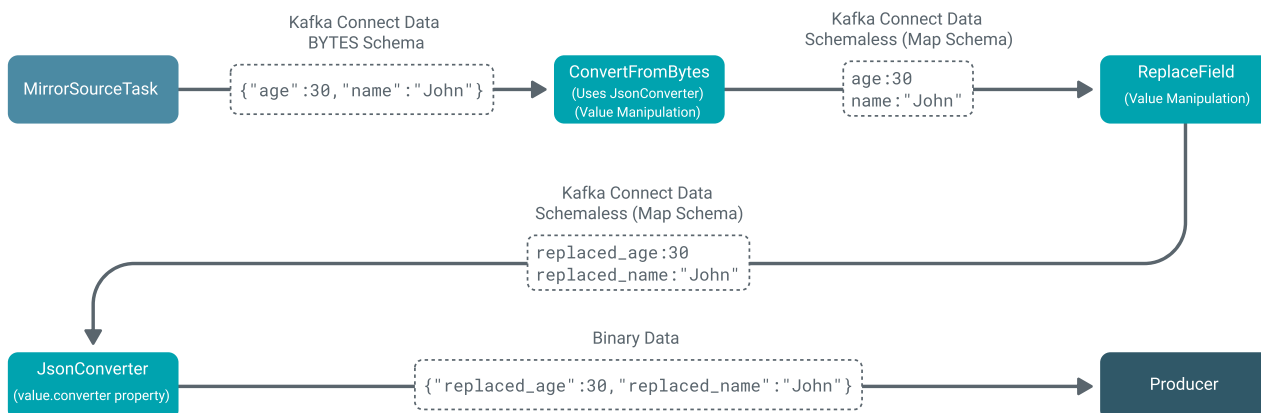 Kafka Connect Data
BYTES Schema
Kafka Connect Data
Schemaless (Map Schema)
MirrorSourceTask
{"age":30,"name":"John"}
ConvertFromBytes
(Uses JsonConverter)
(Value Manipulation)
age:30
name:"John"
ReplaceField
(Value Manipulation)
Kafka Connect Data
Schemaless (Map Schema)
replaced_age:30
replaced_name:"John"
Binary Data
JsonConverter
(value.converter property)
{"replaced_age":30,"replaced_name":"John"}
Producer